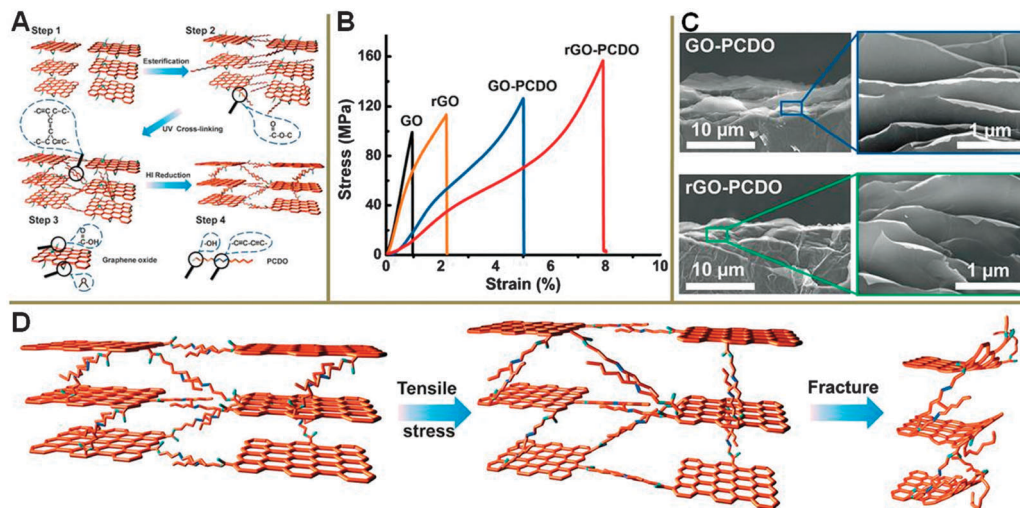 A
Step 1
Step 2
Esterification
-C≡C-C-
-C≡C-C-
UV Cross-linking
O
-C-O-C
HI Reduction
Step 3
Step 4
O
-C-OH
-OH
-C≡C-C≡C-
Graphene oxide
PCDO
O
B
160
120
80
40
0
0
2
4
6
8
10
Stress (MPa)
Strain (%)
GO
rGO
GO-PCDO
rGO-PCDO
C
GO-PCDO
10 µm
1 µm
rGO-PCDO
10 µm
1 µm
D
Tensile
stress
Fracture